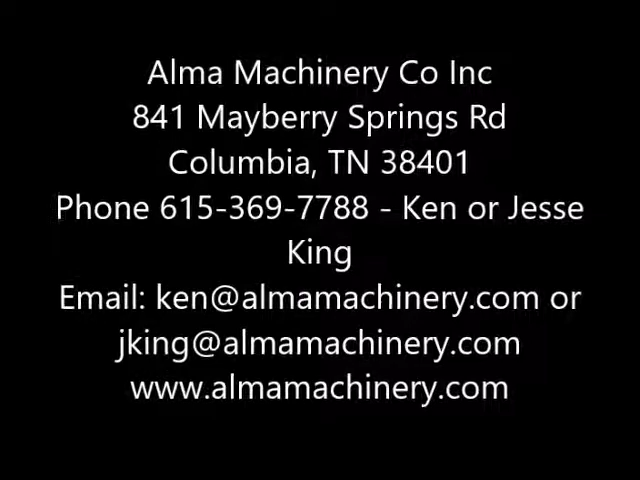 Alma Machinery Co Inc
841 Mayberry Springs Rd
Columbia, TN 38401
Phone 615-369-7788 - Ken or Jesse
King
Email: ken@almamachinery.com or
jking@almamachinery.com
www.almamachinery.com